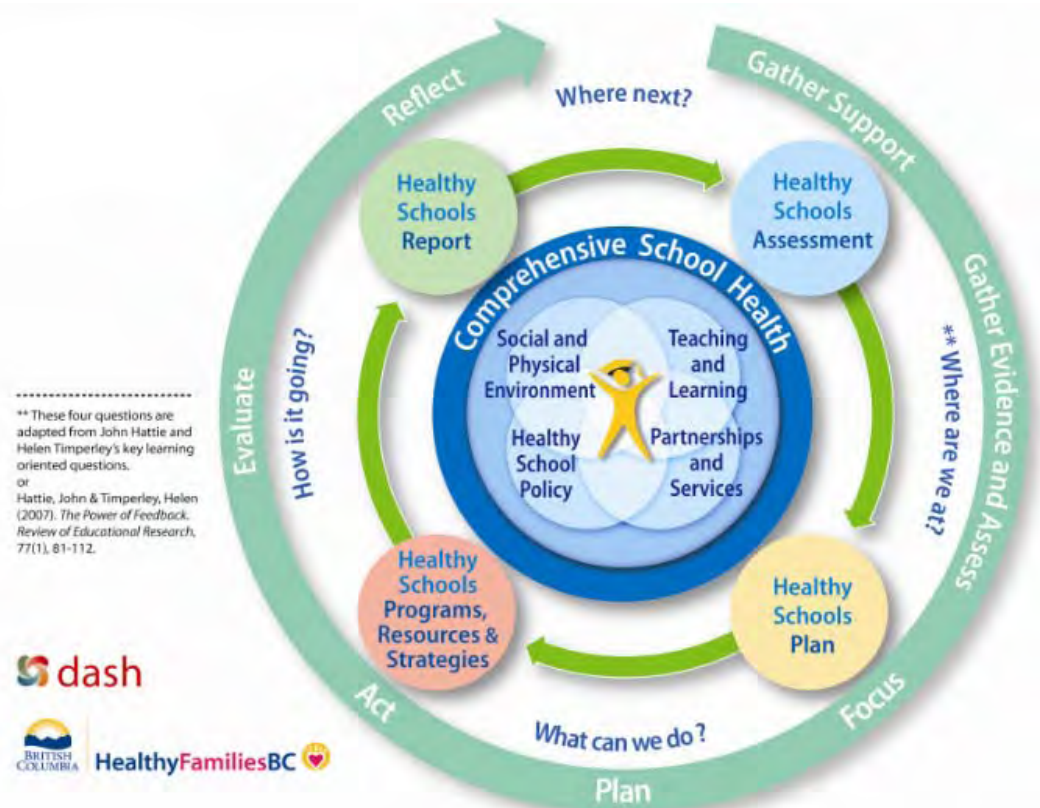 Gather Support
Gather Evidence and Assess
Focus
Plan
Act
Evaluate
Reflect
Where next?
** Where are we at?
What can we do ?
How is it going?
Healthy
Schools
Report
Healthy
Schools
Assessment
Healthy
Schools
Plan
Healthy
Schools
Programs,
Resources &
Strategies
Comprehensive School Health
Social and
Physical
Environment
Teaching
and
Learning
Healthy
School
Policy
Partnerships
and
Services
** These four questions are
adapted from John Hattie and
Helen Timperley's key learning
oriented questions.
or
Hattie, John & Timperley, Helen
(2007). The Power of Feedback.
Review of Educational Research,
77(1), 81-112.
dash
BRITISH
COLUMBIA
HealthyFamiliesBC